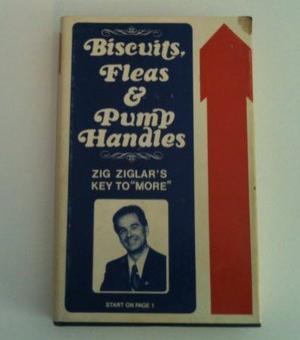 Biscuits,
Fleas
&
Pump
Handles
ZIG ZIGLAR'S
KEY TO "MORE"
START ON PAGE 1